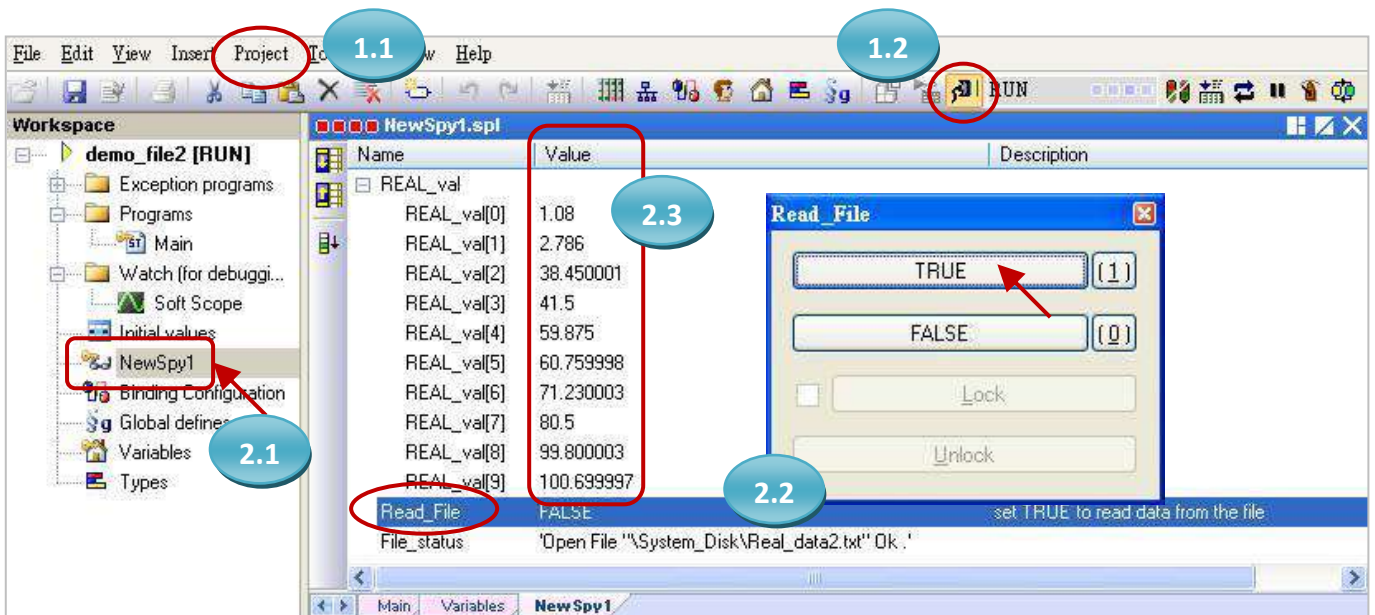 File Edit View Insert Project 1.1 Help 1.2
RUN
Workspace NewSpy1.spl
demo_file2 [RUN] Name Value Description
Exception programs REAL_val
Programs REAL_val[0] 1.08 2.3 Read_File
Main REAL_val[1] 2.786
Watch (for debuggi... REAL_val[2] 38.450001 TRUE (1)
Soft Scope REAL_val[3] 41.5
Initial values REAL_val[4] 59.875 FALSE (0)
NewSpy1 REAL_val[5] 60.759998
Binding Configuration REAL_val[6] 71.230003 Lock
Global defines REAL_val[7] 80.5
Variables 2.1 REAL_val[8] 99.800003 Unlock
Types REAL_val[9] 100.699997 2.2
Read_File FALSE set TRUE to read data from the file
File_status 'Open File "\System_Disk\Real_data2.txt" Ok .'
Main Variables NewSpy1